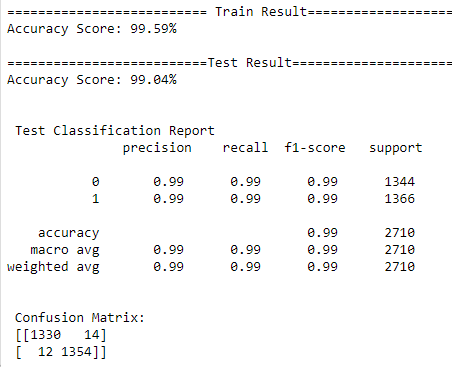 ========================== Train Result===================
Accuracy Score: 99.59%
==========================Test Result=====================
Accuracy Score: 99.04%
Test Classification Report
precision recall f1-score support
0 0.99 0.99 0.99 1344
1 0.99 0.99 0.99 1366
accuracy 0.99 2710
macro avg 0.99 0.99 0.99 2710
weighted avg 0.99 0.99 0.99 2710
Confusion Matrix:
[[1330 14]
[ 12 1354]]